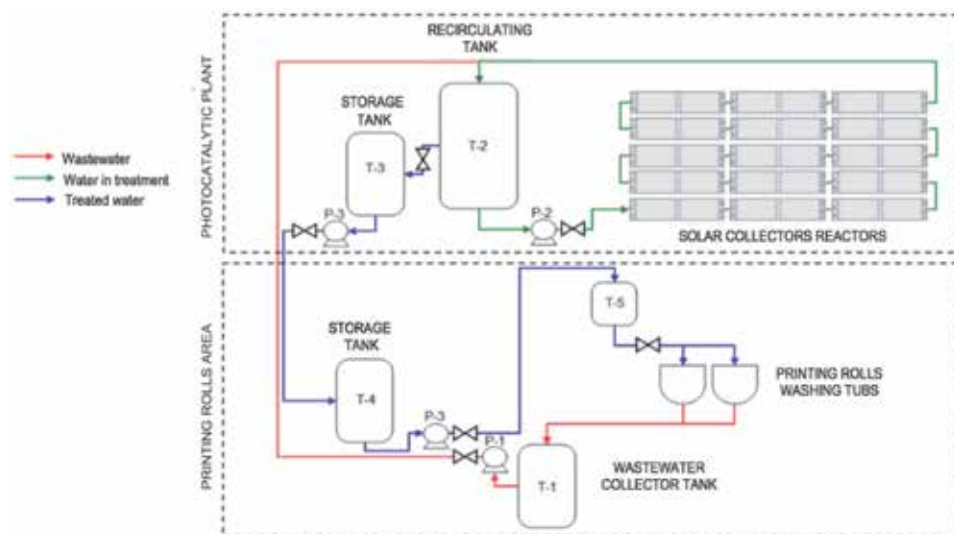 RECIRCULATING
TANK
STORAGE
TANK
T-2
T-3
P-3
P-2
SOLAR COLLECTORS REACTORS
PHOTOCATALYTIC PLANT
Wastewater
Water in treatment
Treated water
PRINTING ROLLS AREA
STORAGE
TANK
T-4
T-5
P-3
P-1
T-1
PRINTING ROLLS
WASHING TUBS
WASTEWATER
COLLECTOR TANK